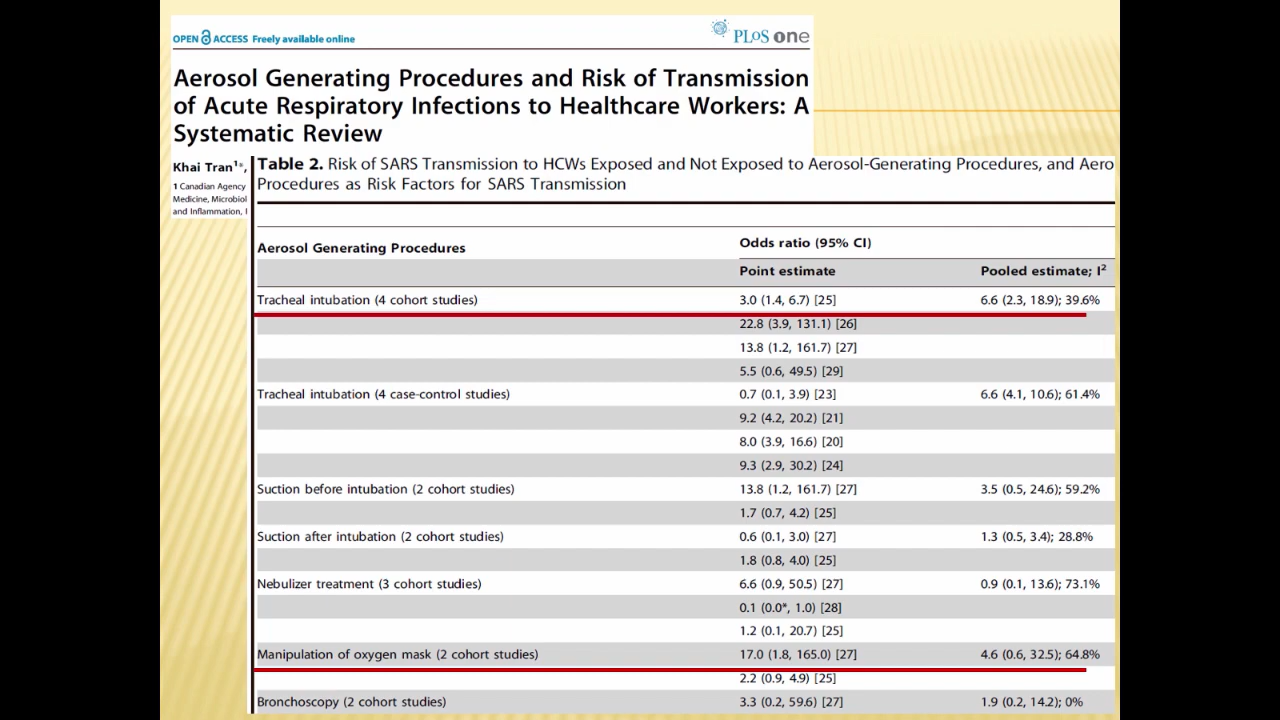 OPEN ACCESS Freely available online
PLoS one
Aerosol Generating Procedures and Risk of Transmission
of Acute Respiratory Infections to Healthcare Workers: A
Systematic Review
Khai Tran1*,
1 Canadian Agency
Medicine, Microbiol
and Inflammation, I
Table 2. Risk of SARS Transmission to HCWs Exposed and Not Exposed to Aerosol-Generating Procedures, and Aero
Procedures as Risk Factors for SARS Transmission
Aerosol Generating Procedures
Odds ratio (95% CI)
Point estimate Pooled estimate; I2
Tracheal intubation (4 cohort studies) 3.0 (1.4, 6.7) [25] 6.6 (2.3, 18.9); 39.6%
22.8 (3.9, 131.1) [26]
13.8 (1.2, 161.7) [27]
5.5 (0.6, 49.5) [29]
Tracheal intubation (4 case-control studies) 0.7 (0.1, 3.9) [23] 6.6 (4.1, 10.6); 61.4%
9.2 (4.2, 20.2) [21]
8.0 (3.9, 16.6) [20]
9.3 (2.9, 30.2) [24]
Suction before intubation (2 cohort studies) 13.8 (1.2, 161.7) [27] 3.5 (0.5, 24.6); 59.2%
1.7 (0.7, 4.2) [25]
Suction after intubation (2 cohort studies) 0.6 (0.1, 3.0) [27] 1.3 (0.5, 3.4); 28.8%
1.8 (0.8, 4.0) [25]
Nebulizer treatment (3 cohort studies) 6.6 (0.9, 50.5) [27] 0.9 (0.1, 13.6); 73.1%
0.1 (0.0*, 1.0) [28]
1.2 (0.1, 20.7) [25]
Manipulation of oxygen mask (2 cohort studies) 17.0 (1.8, 165.0) [27] 4.6 (0.6, 32.5); 64.8%
2.2 (0.9, 4.9) [25]
Bronchoscopy (2 cohort studies) 3.3 (0.2, 59.6) [27] 1.9 (0.2, 14.2); 0%